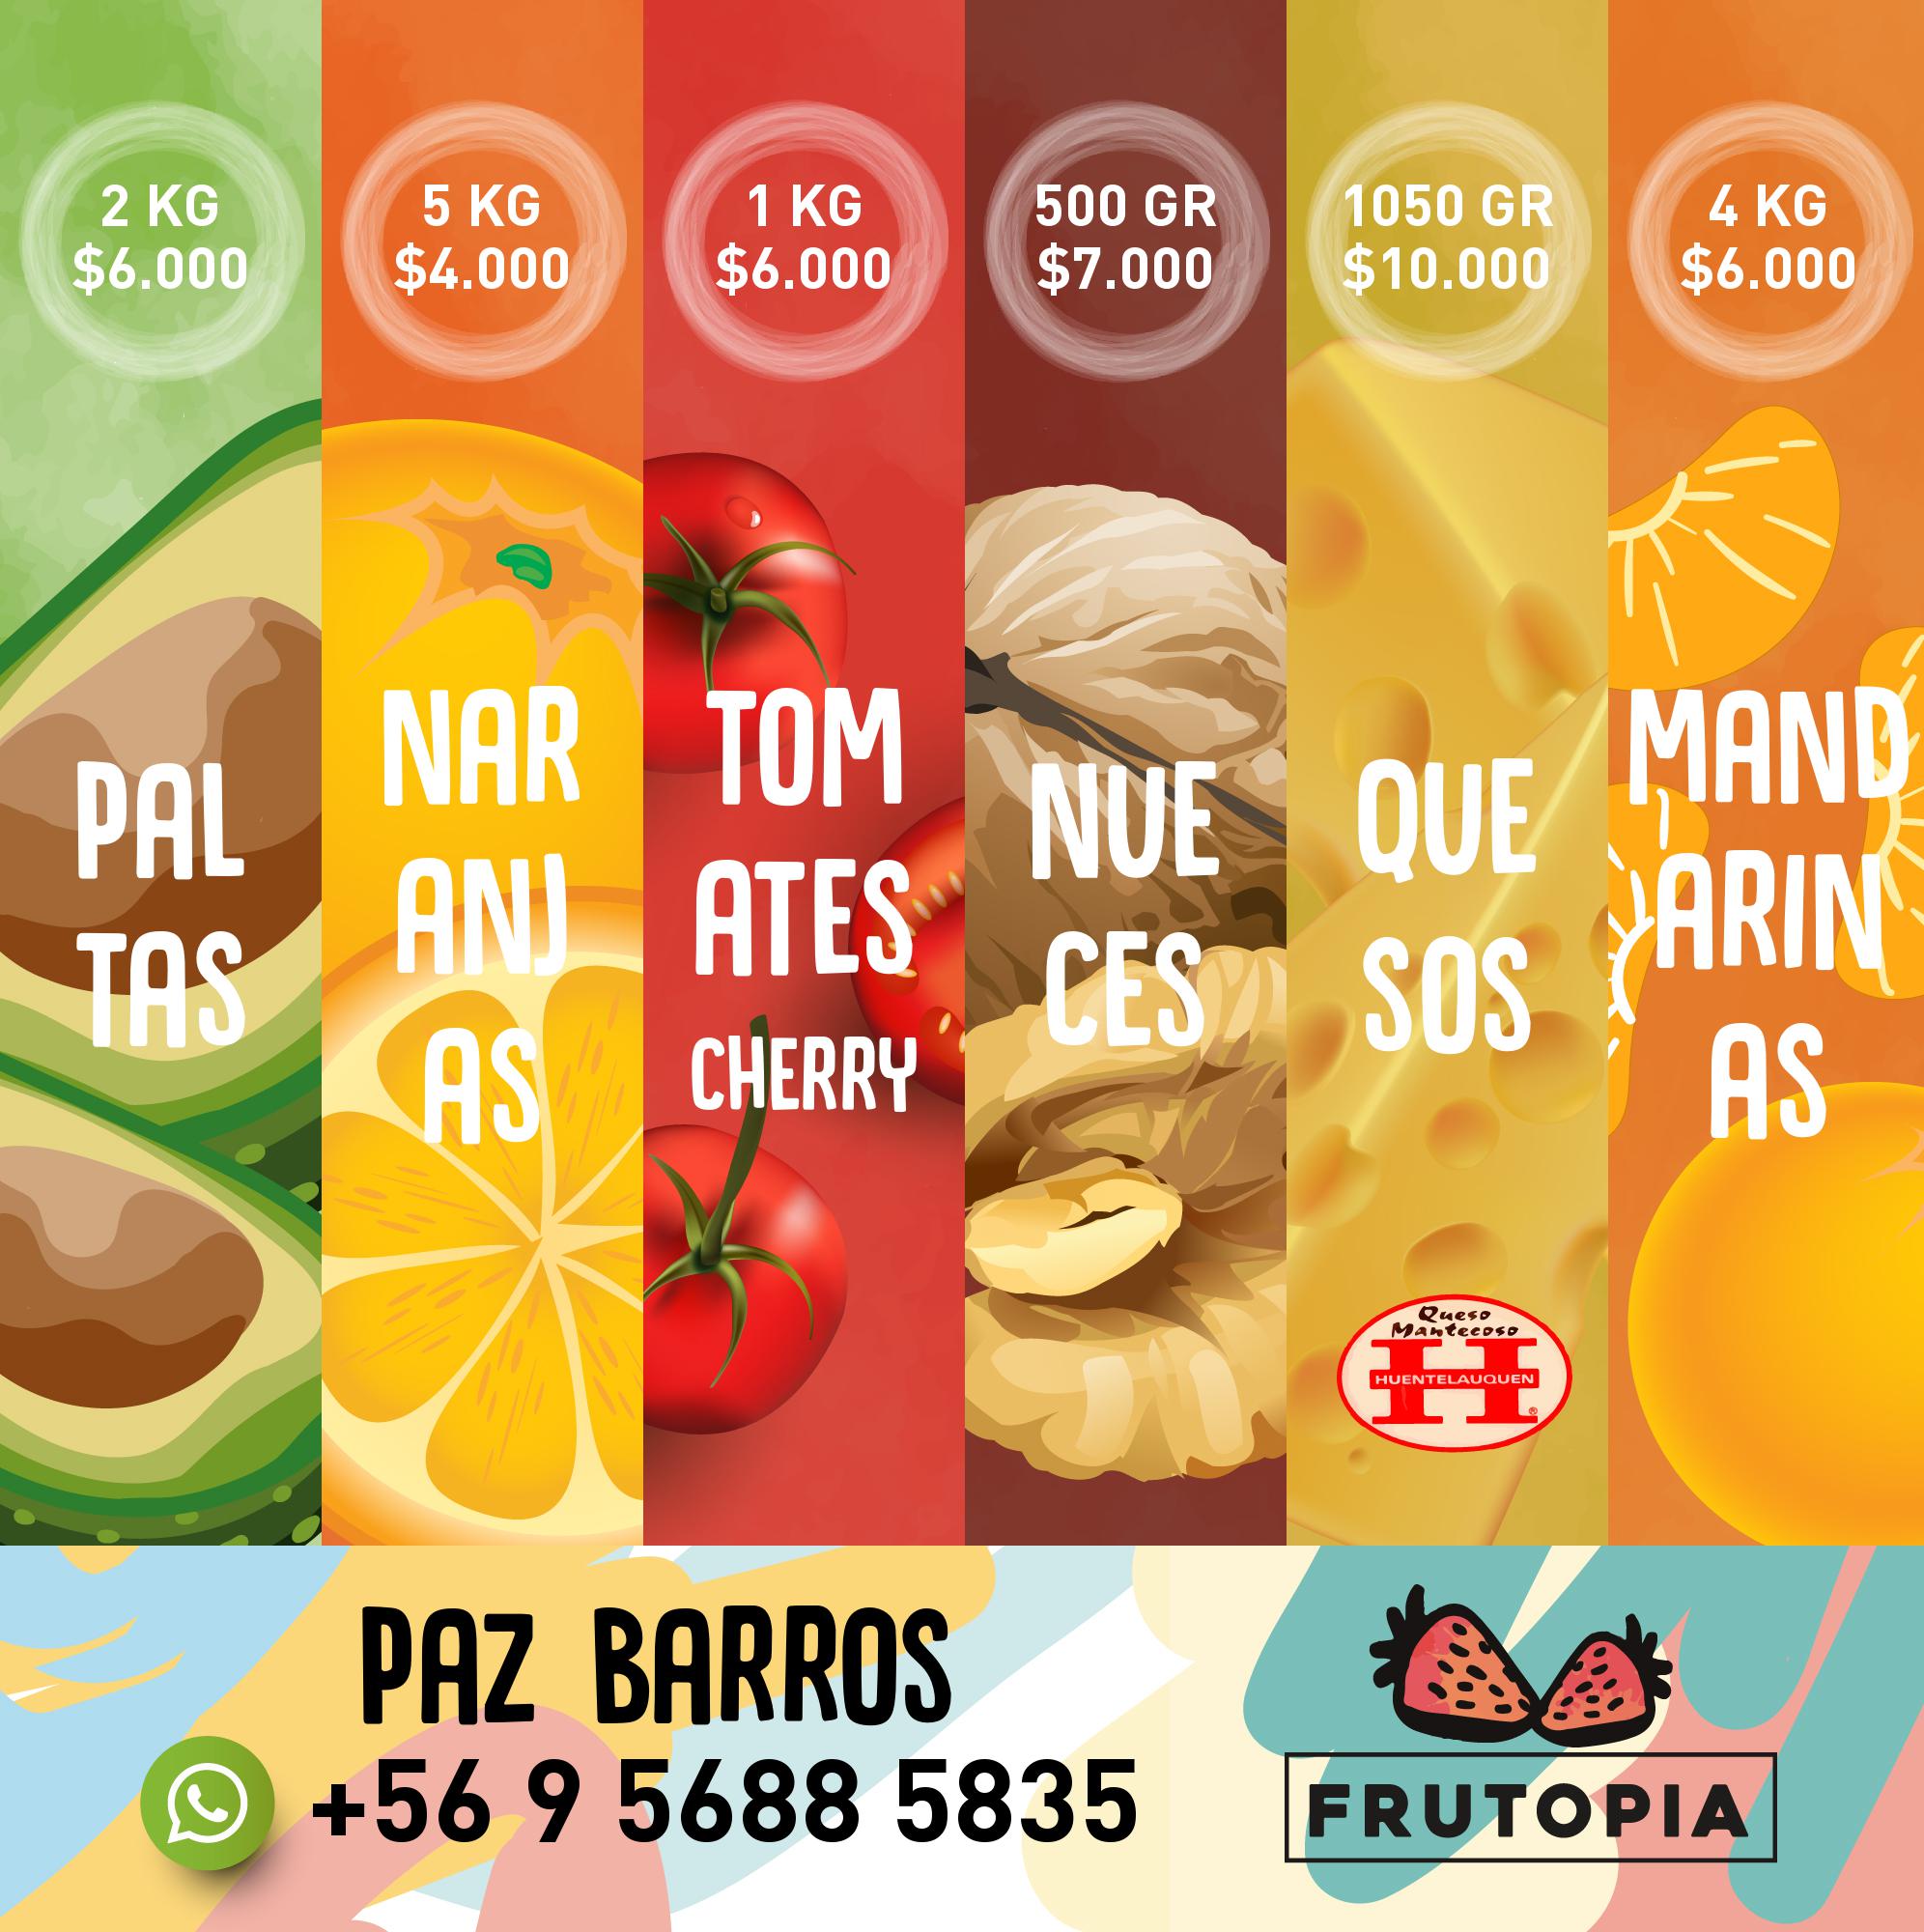 2 KG
$6.000
PAL
TAS
5 KG
$4.000
NAR
ANJ
AS
1 KG
$6.000
TOM
ATES
CHERRY
500 GR
$7.000
NUE
CES
1050 GR
$10.000
QUE
SOS
Queso
Mantecoso
H
HUENTELAUQUEN
®
4 KG
$6.000
MAND
ARIN
AS
PAZ BARROS
+56 9 5688 5835
FRUTOPIA